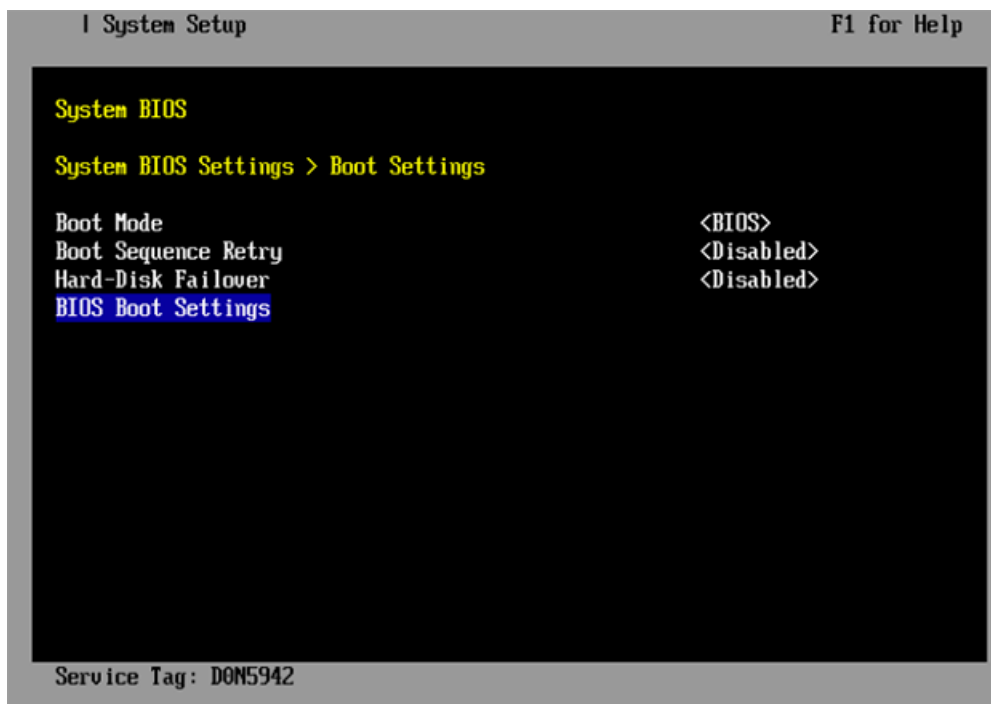 | System Setup F1 for Help
System BIOS
System BIOS Settings > Boot Settings
Boot Mode <BIOS>
Boot Sequence Retry <Disabled>
Hard-Disk Failover <Disabled>
BIOS Boot Settings
Service Tag: D0N5942